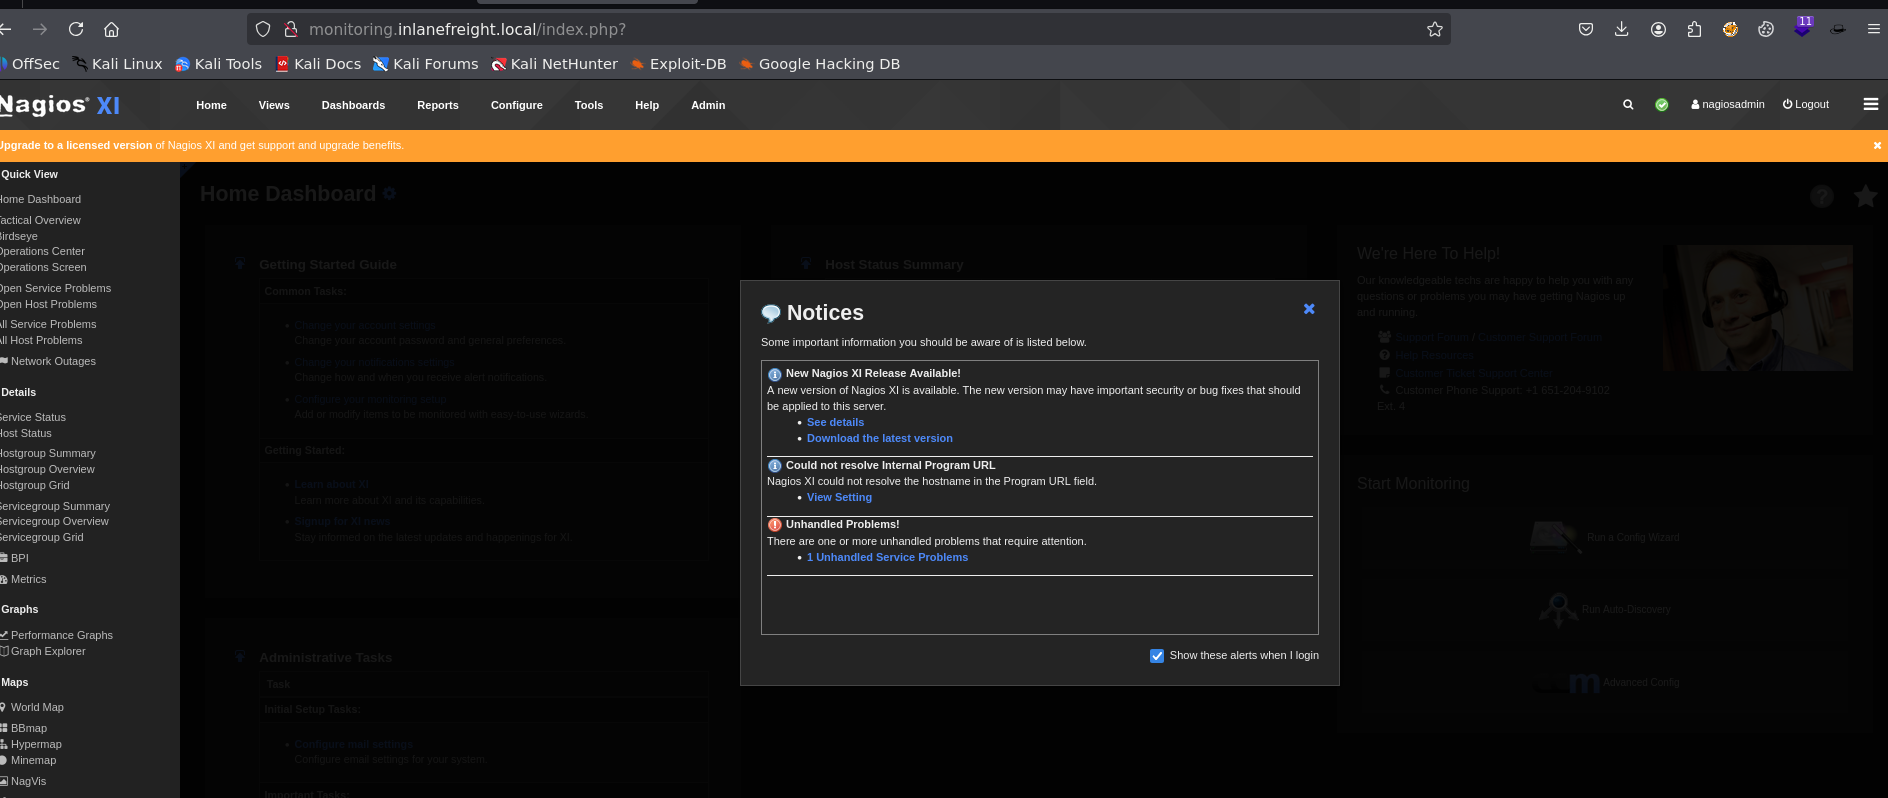 monitoring.inlanefreight.local/index.php?
11
OffSec Kali Linux Kali Tools Kali Docs Kali Forums Kali NetHunter Exploit-DB Google Hacking DB
Nagios® XI
Home Views Dashboards Reports Configure Tools Help Admin
nagiosadmin Logout
Upgrade to a licensed version of Nagios XI and get support and upgrade benefits.
Quick View
Home Dashboard
Tactical Overview
Birdseye
Operations Center
Operations Screen
Open Service Problems
Open Host Problems
All Service Problems
All Host Problems
Network Outages
Details
Service Status
Host Status
Hostgroup Summary
Hostgroup Overview
Hostgroup Grid
Servicegroup Summary
Servicegroup Overview
Servicegroup Grid
BPI
Metrics
Graphs
Performance Graphs
Graph Explorer
Maps
World Map
BBmap
Hypermap
Minemap
NagVis
Home Dashboard
Getting Started Guide
Common Tasks:
Change your account settings
Change your account password and general preferences.
Change your notifications settings
Change how and when you receive alert notifications.
Configure your monitoring setup
Add or modify items to be monitored with easy-to-use wizards.
Getting Started:
Learn about XI
Learn more about XI and its capabilities.
Signup for XI news
Stay informed on the latest updates and happenings for XI.
Administrative Tasks
Task
Initial Setup Tasks:
Configure mail settings
Configure email settings for your system.
Important Tasks:
Host Status Summary
Notices
Some important information you should be aware of is listed below.
New Nagios XI Release Available!
A new version of Nagios XI is available. The new version may have important security or bug fixes that should
be applied to this server.
See details
Download the latest version
Could not resolve Internal Program URL
Nagios XI could not resolve the hostname in the Program URL field.
View Setting
Unhandled Problems!
There are one or more unhandled problems that require attention.
1 Unhandled Service Problems
Show these alerts when I login
We're Here To Help!
Our knowledgeable techs are happy to help you with any
questions or problems you may have getting Nagios up
and running.
Support Forum / Customer Support Forum
Help Resources
Customer Ticket Support Center
Customer Phone Support: +1 651-204-9102
Ext. 4
Start Monitoring
Run a Config Wizard
Run Auto-Discovery
Advanced Config